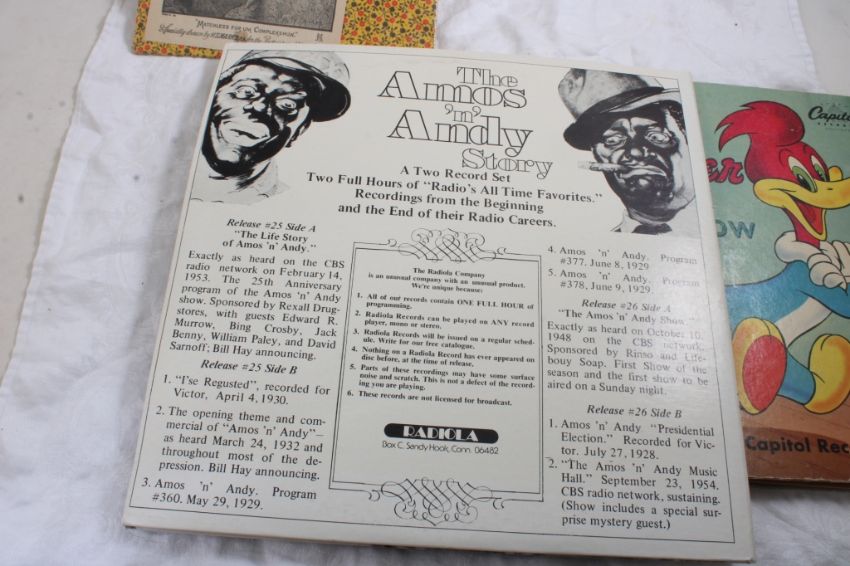 "MATCHLESS FOR THE COMPLEXION."
The
Amos
'n'
Andy
Story
A Two Record Set
Two Full Hours of "Radio's All Time Favorites."
Recordings from the Beginning
and the End of their Radio Careers.
Release #25 Side A
"The Life Story
of Amos 'n' Andy."
Exactly as heard on the CBS
radio network on February 14,
1953. The 25th Anniversary
program of the Amos 'n' Andy
show. Sponsored by Rexall Drug-
stores, with guests Edward R.
Murrow, Bing Crosby, Jack
Benny, William Paley, and David
Sarnoff; Bill Hay announcing.
Release #25 Side B
1. "I'se Regusted", recorded for
Victor, April 4, 1930.
2. The opening theme and com-
mercial of "Amos 'n' Andy"—
as heard March 24, 1932 and
throughout most of the de-
pression. Bill Hay announcing.
3. Amos 'n' Andy. Program
#360. May 29, 1929.
The Radiola Company
is an unusual company with an unusual product.
We're unique because:
1. All of our records contain ONE FULL HOUR of
programming.
2. Radiola Records can be played on ANY record
player, mono or stereo.
3. Radiola Records will be issued on a regular sched-
ule. Write for our free catalogue.
4. Nothing on a Radiola Record has ever appeared on
disc before, at the time of release.
5. Parts of these recordings may have some surface
noise and scratch. This is not a defect of the record-
ing you are playing.
6. These records are not licensed for broadcast.
RADIOLA
Box C, Sandy Hook, Conn. 06482
4. Amos 'n' Andy. Program
#377. June 8, 1929
5. Amos 'n' Andy. Program
#378, June 9, 1929.
Release #26 Side A
"The Amos 'n' Andy Show."
Exactly as heard on October 10,
1948 on the CBS network.
Sponsored by Rinso and Life-
bouy Soap. First Show of the
season and the first show to be
aired on a Sunday night.
Release #26 Side B
1. Amos 'n' Andy "Presidential
Election." Recorded for Vic-
tor. July 27, 1928.
2. "The Amos 'n' Andy Music
Hall." September 23, 1954,
CBS radio network, sustaining.
(Show includes a special sur-
prise mystery guest.)
Capitol
er
OW
Capitol Rec